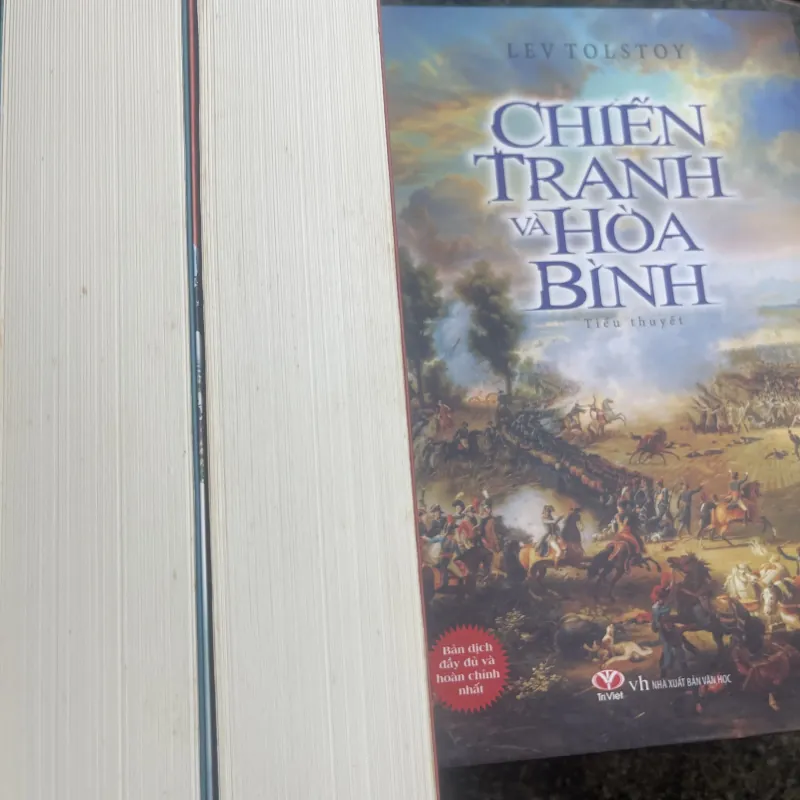 LEV TOLSTOY
CHIẾN
TRANH
VÀ HÒA
BÌNH
Tiểu thuyết
Bản dịch
đầy đủ và
hoàn chỉnh
nhất
TriViet
vh NHÀ XUẤT BẢN VĂN HỌC